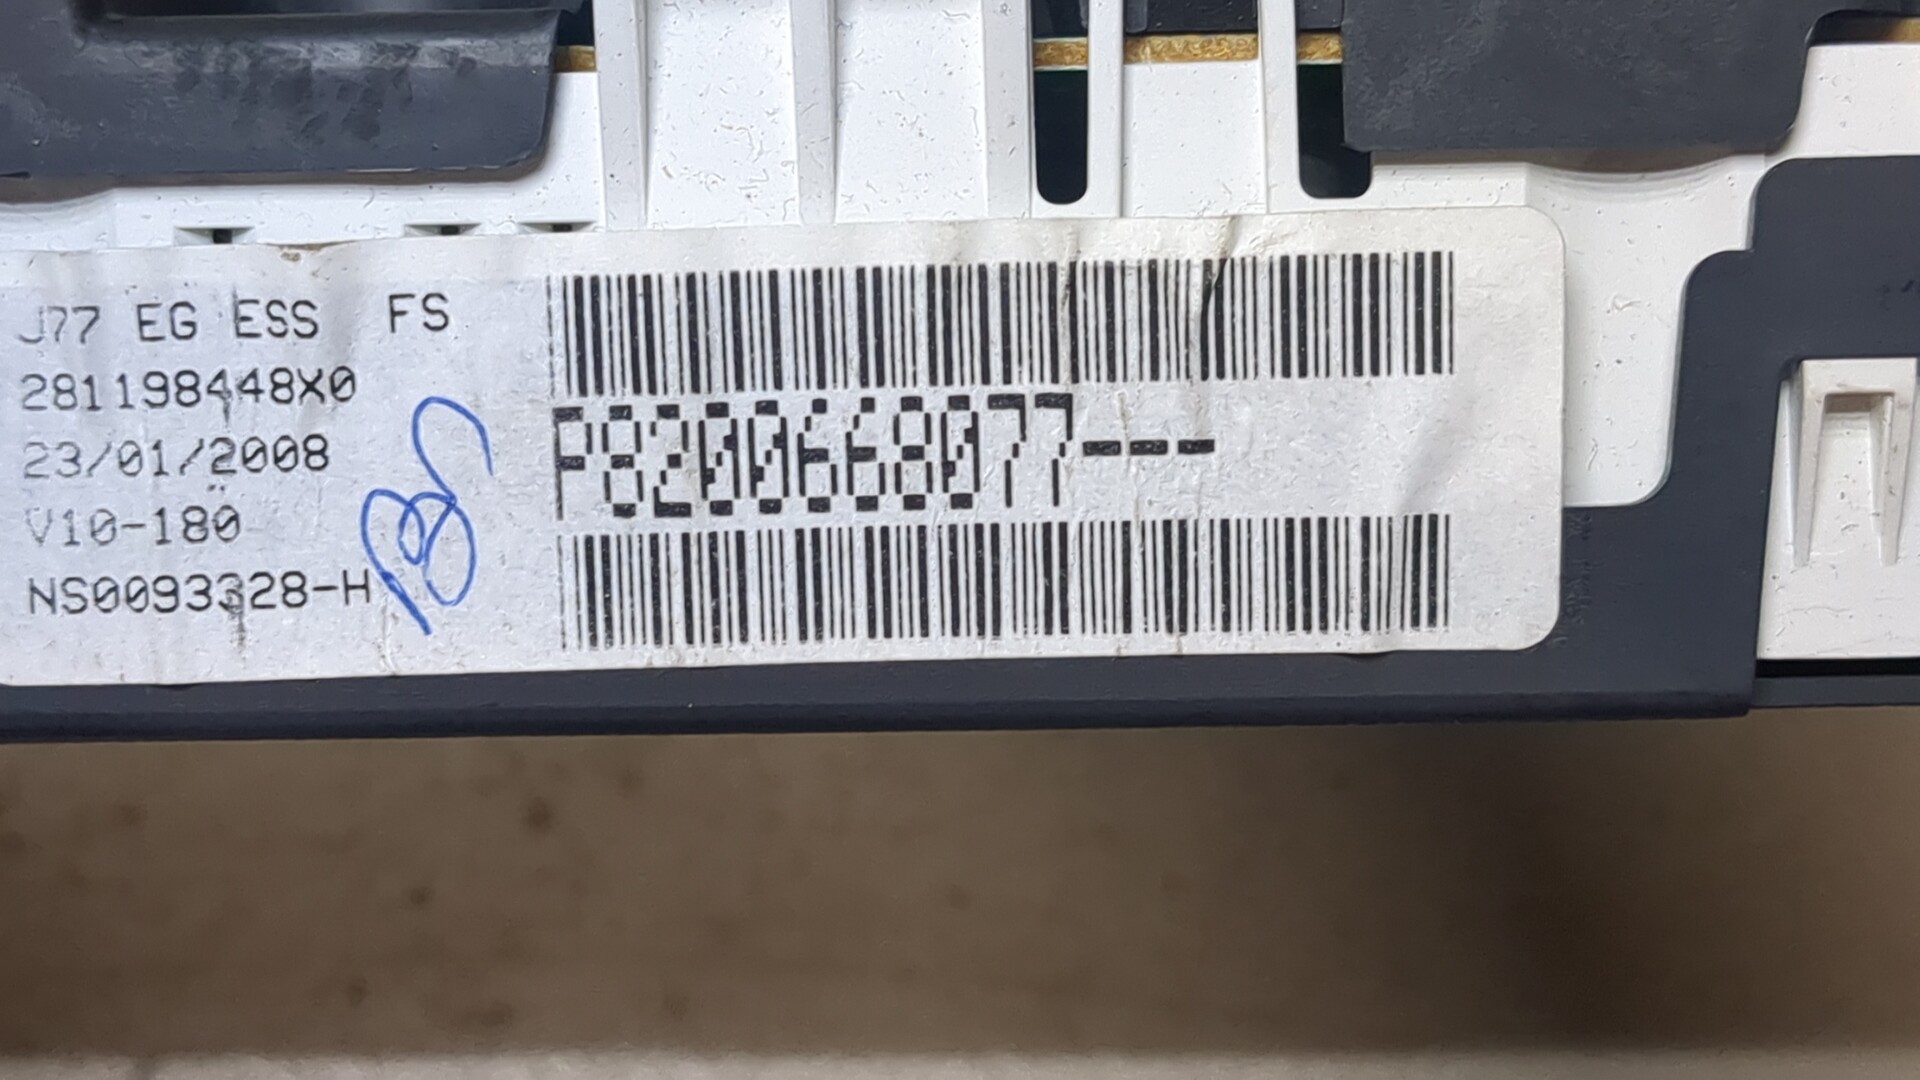 J77 EG ESS FS
281198448X0
23/01/2008
V10-180
NS0093328-H
P8200668077---